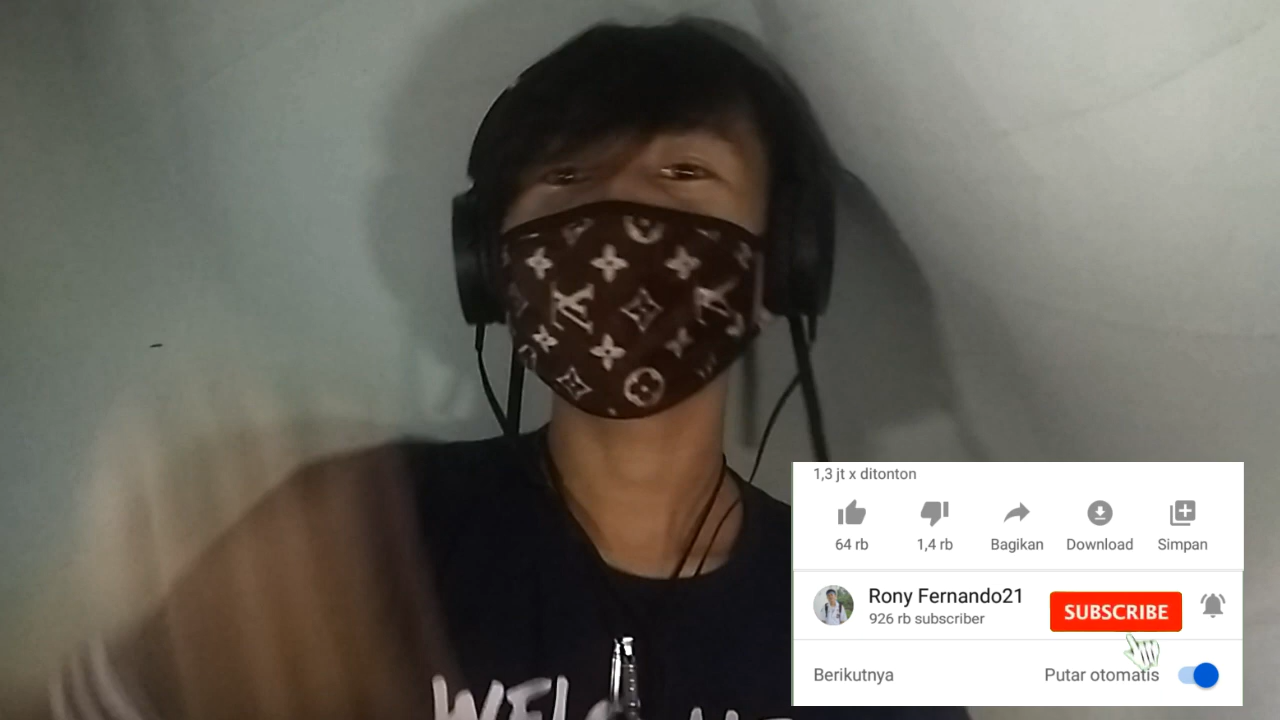 1,3 jt x ditonton
64 rb
1,4 rb
Bagikan
Download
Simpan
Rony Fernando21
926 rb subscriber
SUBSCRIBE
Berikutnya
Putar otomatis